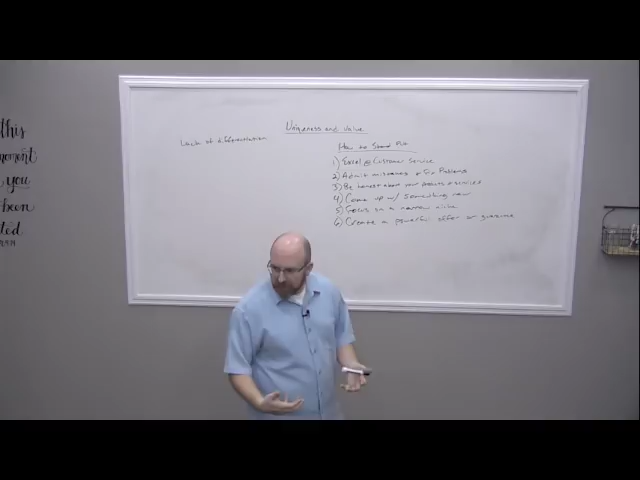 this
moment
you
been
ted
Uniqueness and Value
Lack of differentiation
How to Stand Out
1) Excel @ Customer Service
2) Admit mistakes & Fix Problems
3) Be honest about your products & services
4) Come up w/ Something new
5) Focus on a narrow niche
6) Create a powerful offer or guarantee